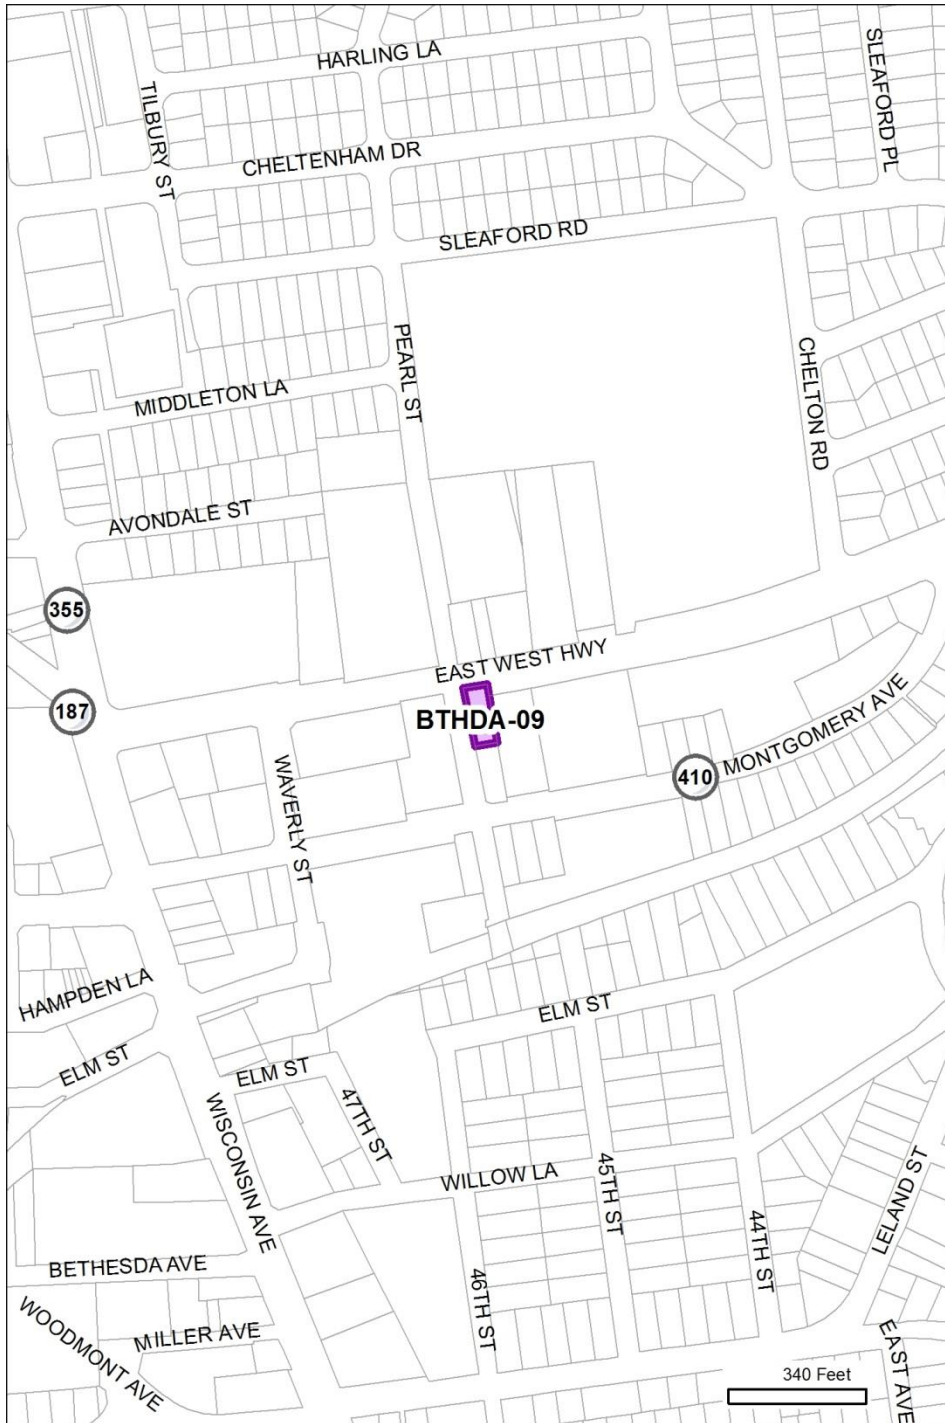 HARLING LA
SLEAFORD PL
TILBURY ST
CHELTENHAM DR
SLEAFORD RD
PEARL ST
CHELTON RD
MIDDLETON LA
AVONDALE ST
355
EAST WEST HWY
187
BTHDA-09
MONTGOMERY AVE
410
WAVERLY ST
HAMPDEN LA
ELM ST
ELM ST
ELM ST
47TH ST
WISCONSIN AVE
WILLOW LA
45TH ST
44TH ST
LELAND ST
BETHESDA AVE
46TH ST
WOODMONT AVE
MILLER AVE
EAST AVE
340 Feet